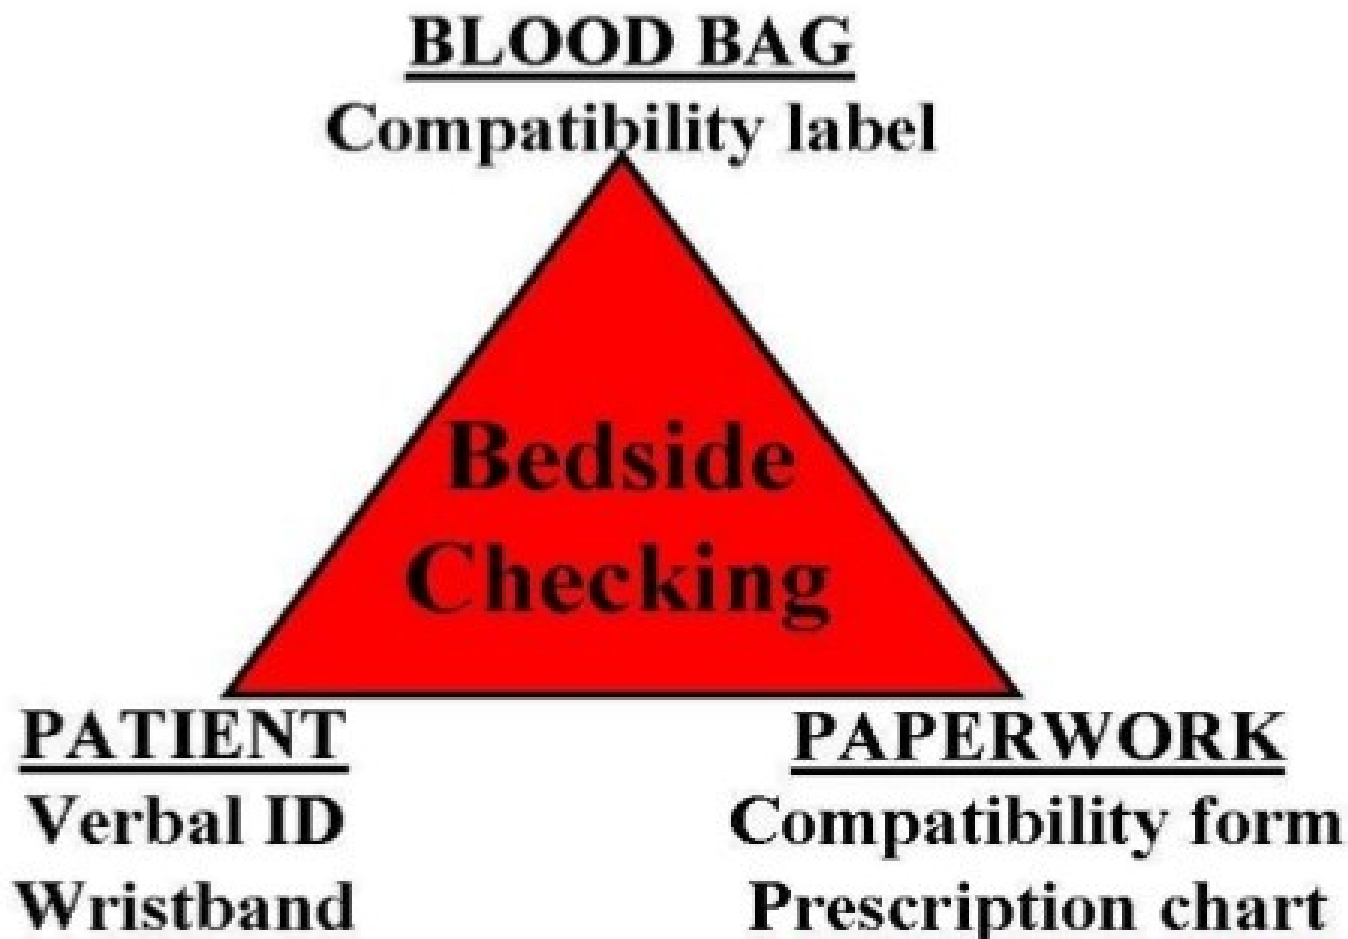 BLOOD BAG
Compatibility label
Bedside
Checking
PATIENT
Verbal ID
Wristband
PAPERWORK
Compatibility form
Prescription chart